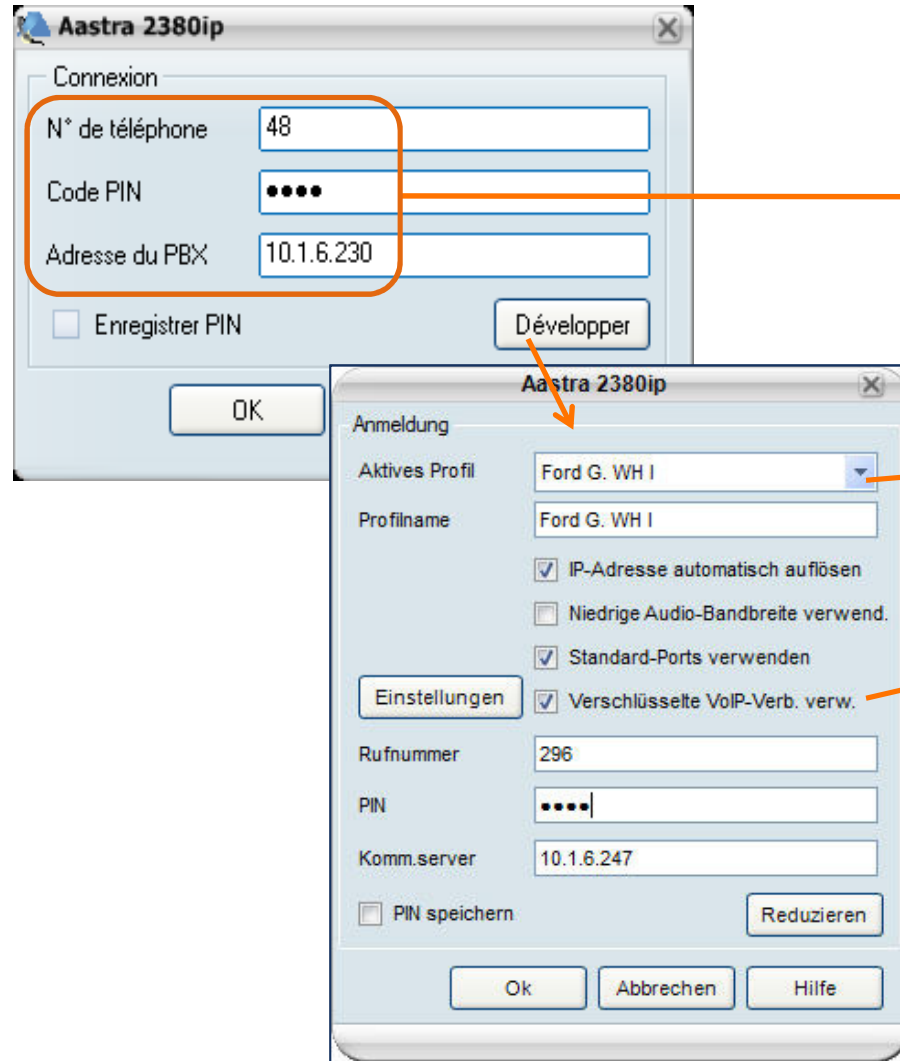 Aastra 2380ip
Connexion
N° de téléphone
48
Code PIN
••••
Adresse du PBX
10.1.6.230
Enregistrer PIN
Développer
OK
Aastra 2380ip
Anmeldung
Aktives Profil
Ford G. WH I
Profilname
Ford G. WH I
IP-Adresse automatisch auflösen
Niedrige Audio-Bandbreite verwend.
Standard-Ports verwenden
Einstellungen
Verschlüsselte VoIP-Verb. verw.
Rufnummer
296
PIN
••••
Komm.server
10.1.6.247
PIN speichern
Reduzieren
Ok
Abbrechen
Hilfe